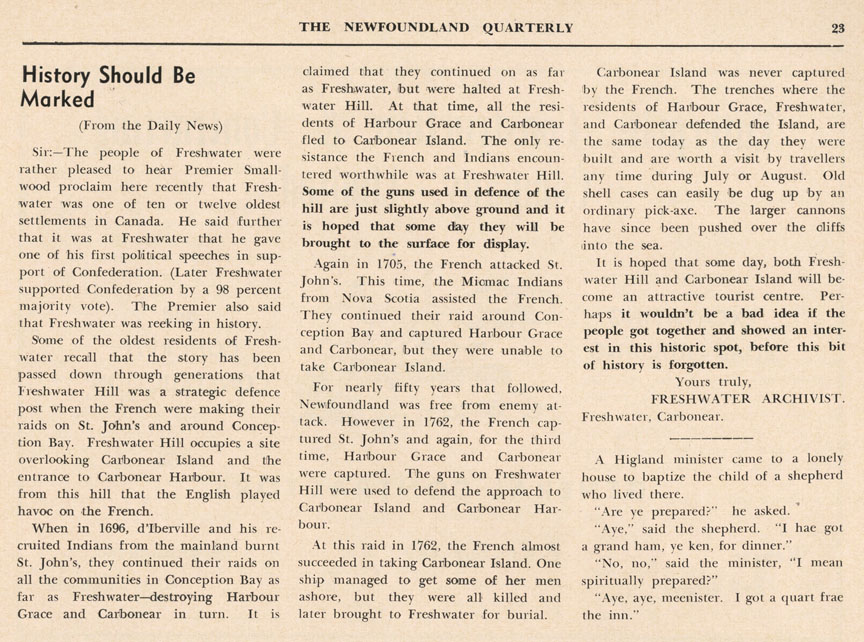 THE NEWFOUNDLAND QUARTERLY 23
History Should Be
Marked
(From the Daily News)
Sir:—The people of Freshwater were
rather pleased to hear Premier Small-
wood proclaim here recently that Fresh-
water was one of ten or twelve oldest
settlements in Canada. He said further
that it was at Freshwater that he gave
one of his first political speeches in sup-
port of Confederation. (Later Freshwater
supported Confederation by a 98 percent
majority vote). The Premier also said
that Freshwater was reeking in history.
Some of the oldest residents of Fresh-
water recall that the story has been
passed down through generations that
Freshwater Hill was a strategic defence
post when the French were making their
raids on St. John's and around Concep-
tion Bay. Freshwater Hill occupies a site
overlooking Carbonear Island and the
entrance to Carbonear Harbour. It was
from this hill that the English played
havoc on the French.
When in 1696, d'Iberville and his re-
cruited Indians from the mainland burnt
St. John's, they continued their raids on
all the communities in Conception Bay as
far as Freshwater—destroying Harbour
Grace and Carbonear in turn. It is
claimed that they continued on as far
as Freshwater, but were halted at Fresh-
water Hill. At that time, all the resi-
dents of Harbour Grace and Carbonear
fled to Carbonear Island. The only re-
sistance the French and Indians encoun-
tered worthwhile was at Freshwater Hill.
Some of the guns used in defence of the
hill are just slightly above ground and it
is hoped that some day they will be
brought to the surface for display.
Again in 1705, the French attacked St.
John's. This time, the Micmac Indians
from Nova Scotia assisted the French.
They continued their raid around Con-
ception Bay and captured Harbour Grace
and Carbonear, but they were unable to
take Carbonear Island.
For nearly fifty years that followed,
Newfoundland was free from enemy at-
tack. However in 1762, the French cap-
tured St. John's and again, for the third
time, Harbour Grace and Carbonear
were captured. The guns on Freshwater
Hill were used to defend the approach to
Carbonear Island and Carbonear Har-
bour.
At this raid in 1762, the French almost
succeeded in taking Carbonear Island. One
ship managed to get some of her men
ashore, but they were all killed and
later brought to Freshwater for burial.
Carbonear Island was never captured
by the French. The trenches where the
residents of Harbour Grace, Freshwater,
and Carbonear defended the Island, are
the same today as the day they were
built and are worth a visit by travellers
any time during July or August. Old
shell cases can easily be dug up by an
ordinary pick-axe. The larger cannons
have since been pushed over the cliffs
into the sea.
It is hoped that some day, both Fresh-
water Hill and Carbonear Island will be-
come an attractive tourist centre. Per-
haps it wouldn't be a bad idea if the
people got together and showed an inter-
est in this historic spot, before this bit
of history is forgotten.
Yours truly,
FRESHWATER ARCHIVIST.
Freshwater, Carbonear.
A Higland minister came to a lonely
house to baptize the child of a shepherd
who lived there.
"Are ye prepared?" he asked.
"Aye," said the shepherd. "I hae got
a grand ham, ye ken, for dinner."
"No, no," said the minister, "I mean
spiritually prepared?"
"Aye, aye, meenister. I got a quart frae
the inn."